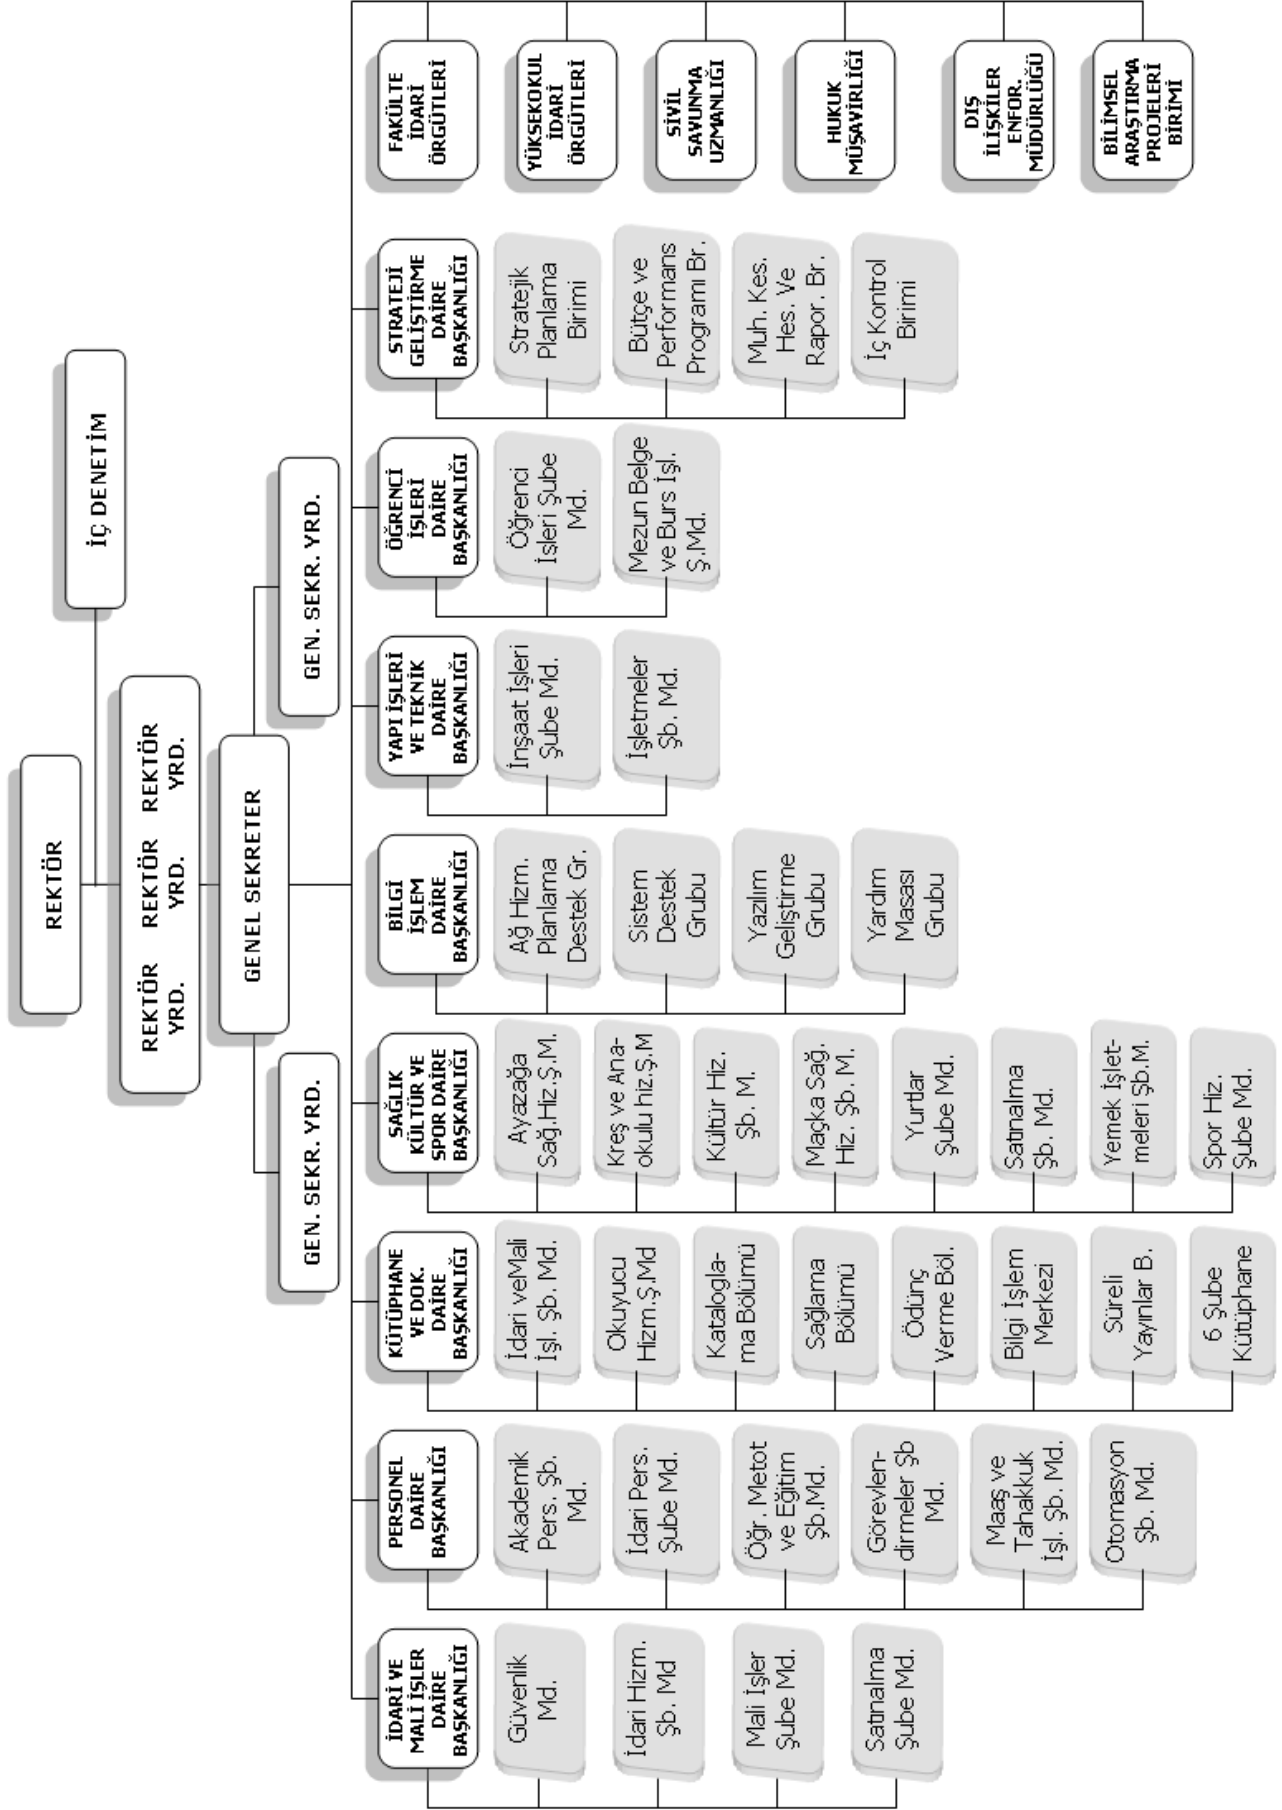 REKTÖR
İÇ DENETİM
REKTÖR
YRD.
REKTÖR
YRD.
REKTÖR
YRD.
GENEL SEKRETER
GEN. SEKR. YRD.
GEN. SEKR. YRD.
İDARİ VE
MALİ İŞLER
DAİRE
BAŞKANLIĞI
Güvenlik
Md.
İdari Hizm.
Şb. Md
Mali İşler
Şube Md.
Satınalma
Şube Md.
PERSONEL
DAİRE
BAŞKANLIĞI
Akademik
Pers. Şb.
Md.
İdari Pers.
Şube Md.
Öğr. Metot
ve Eğitim
Şb.Md.
Görevlen-
dirmeler Şb
Md.
Maaş ve
Tahakkuk
İşl. Şb. Md.
Otomasyon
Şb. Md.
KÜTÜPHANE
VE DOK.
DAİRE
BAŞKANLIĞI
İdari veMali
İşl. Şb. Md.
Okuyucu
Hizm.Ş.Md
Katalogla-
ma Bölümü
Sağlama
Bölümü
Ödünç
Verme Böl.
Bilgi İşlem
Merkezi
Süreli
Yayınlar B.
6 Şube
Kütüphane
SAĞLIK
KÜLTÜR VE
SPOR DAİRE
BAŞKANLIĞI
Ayazağa
Sağ.Hiz.Ş.M.
Kreş ve Ana-
okulu hiz.Ş.M
Kültür Hiz.
Şb. M.
Maçka Sağ.
Hiz. Şb. M.
Yurtlar
Şube Md.
Satınalma
Şb. Md.
Yemek İşlet-
meleri Şb.M.
Spor Hiz.
Şube Md.
BİLGİ
İŞLEM
DAİRE
BAŞKANLIĞI
Ağ Hizm.
Planlama
Destek Gr.
Sistem
Destek
Grubu
Yazılım
Geliştirme
Grubu
Yardım
Masası
Grubu
YAPI İŞLERİ
VE TEKNİK
DAİRE
BAŞKANLIĞI
İnşaat İşleri
Şube Md.
İşletmeler
Şb. Md.
ÖĞRENCİ
İŞLERİ
DAİRE
BAŞKANLIĞI
Öğrenci
İsleri Şube
Md.
Mezun Belge
ve Burs İşl.
Ş.Md.
STRATEJİ
GELİŞTİRME
DAİRE
BAŞKANLIĞI
Stratejik
Planlama
Birimi
Bütçe ve
Performans
Programı Br.
Muh. Kes.
Hes. Ve
Rapor. Br.
İç Kontrol
Birimi
FAKÜLTE
İDARİ
ÖRGÜTLERİ
YÜKSEKOKUL
İDARİ
ÖRGÜTLERİ
SİVİL
SAVUNMA
UZMANLIĞI
HUKUK
MÜŞAVİRLİĞİ
DIŞ
İLİŞKİLER
ENFOR.
MÜDÜRLÜĞÜ
BİLİMSEL
ARAŞTIRMA
PROJELERİ
BİRİMİ